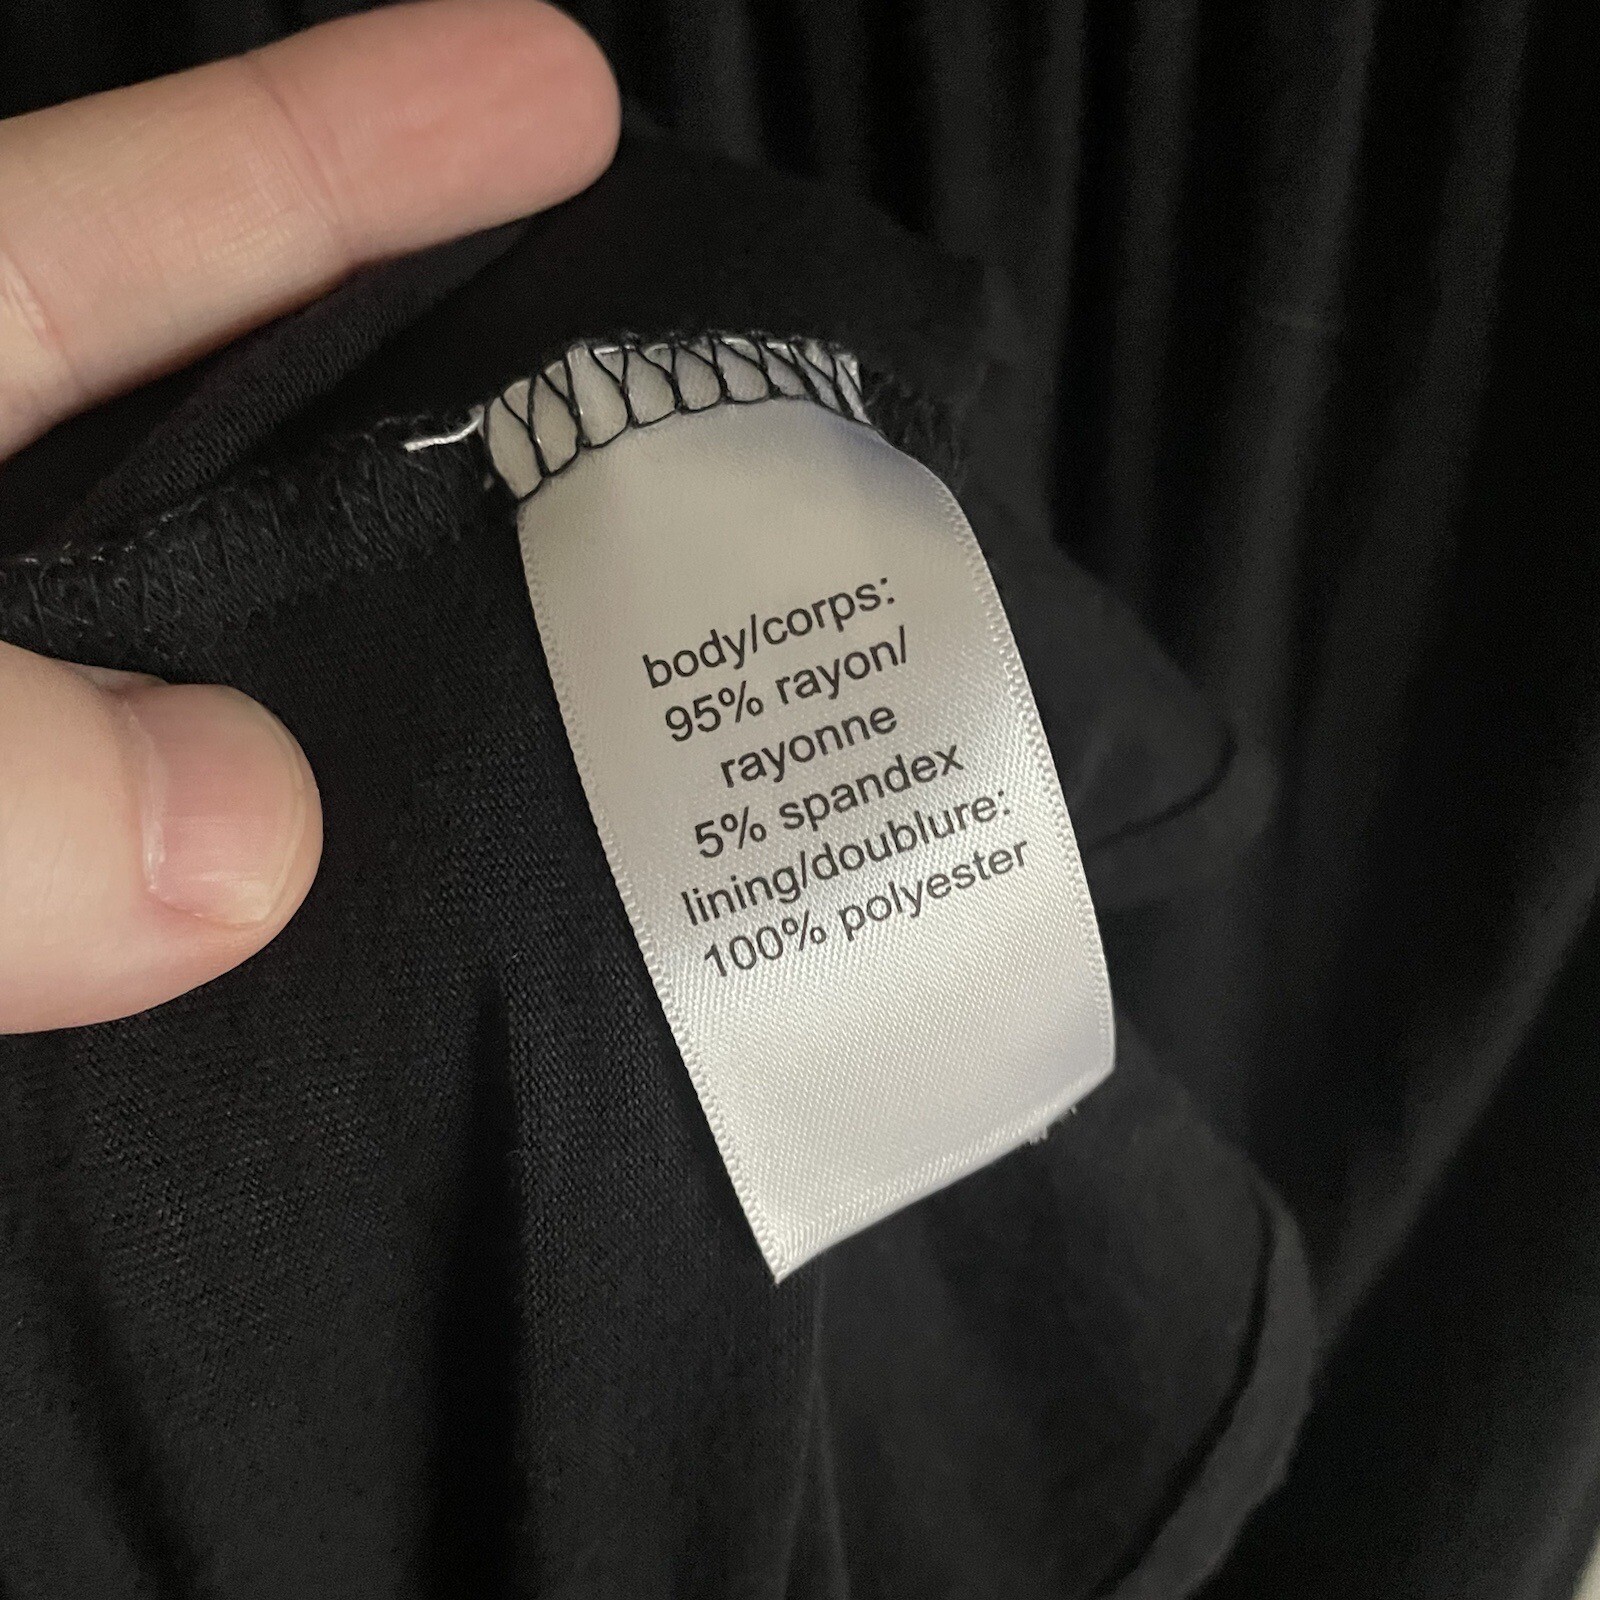 body/corps:
95% rayon/
rayonne
5% spandex
lining/doublure:
100% polyester